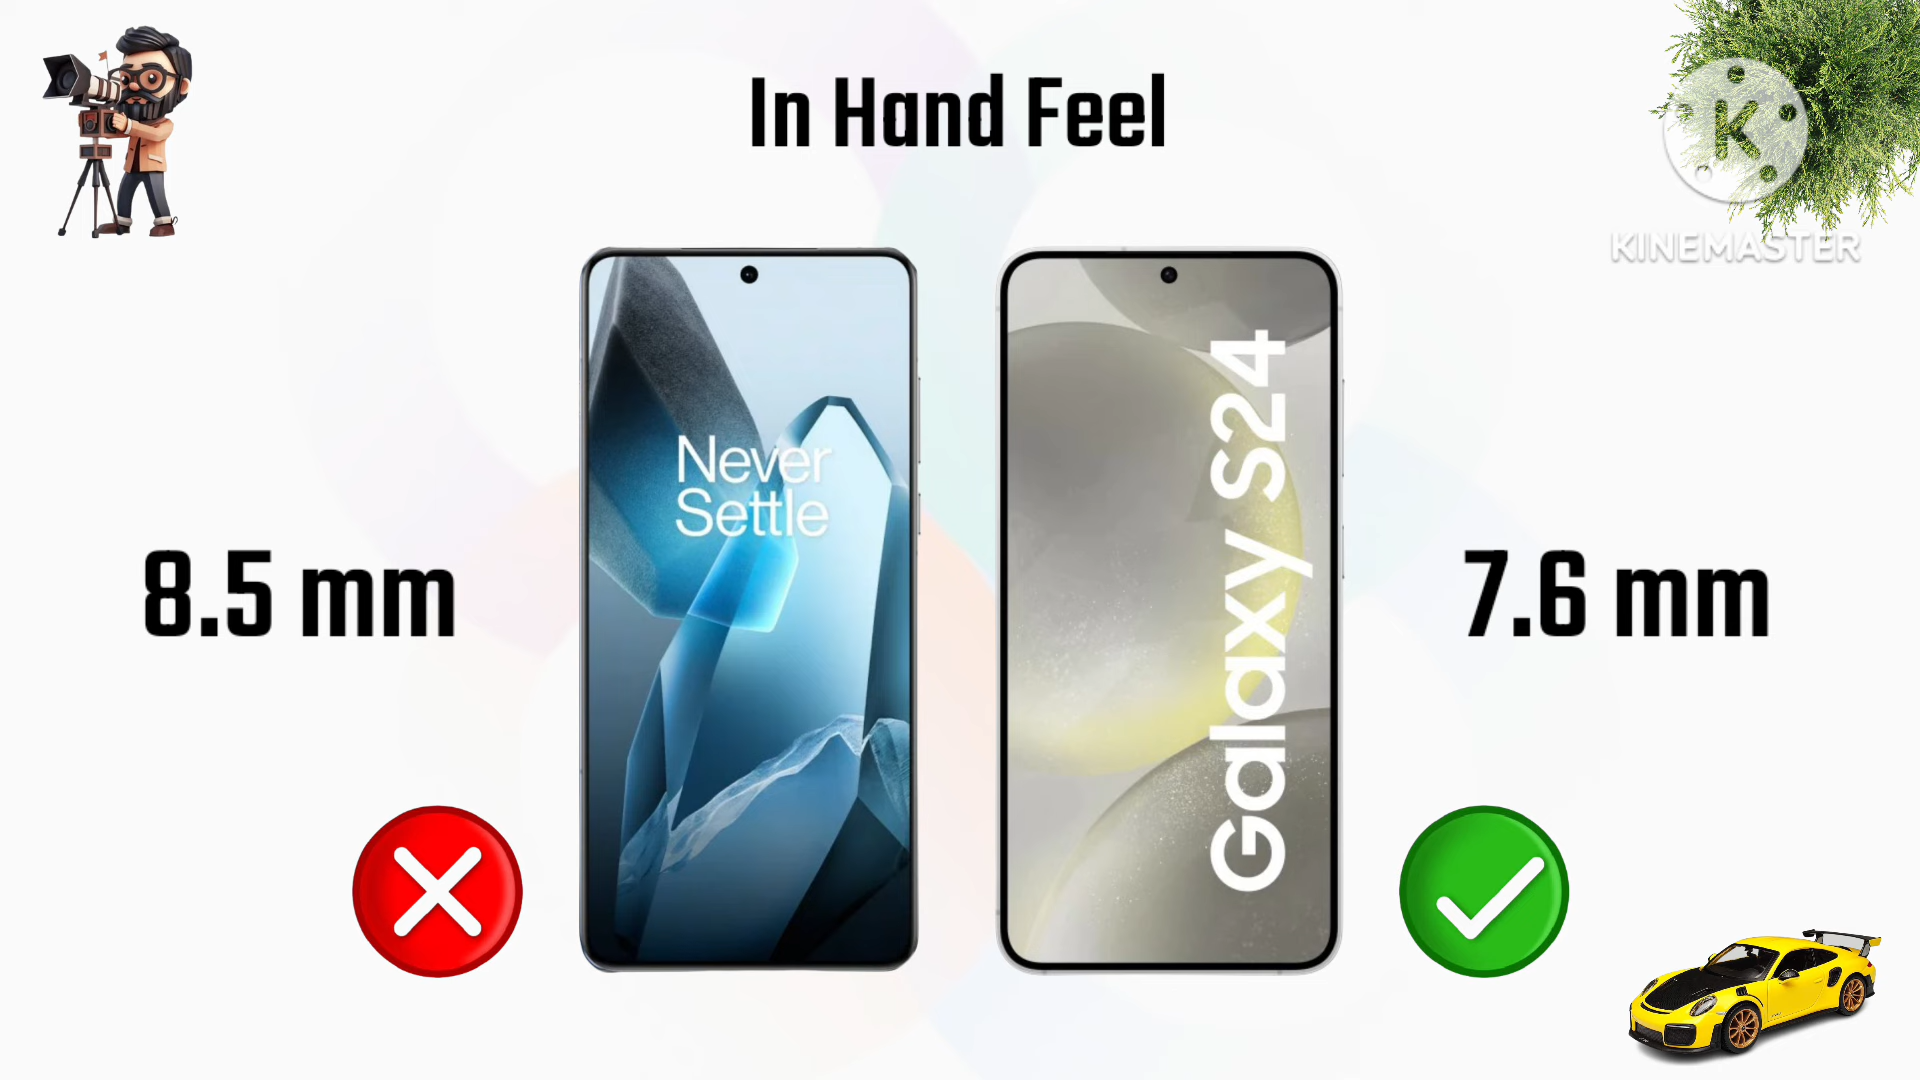 In Hand Feel
K
KINEMASTER
Never
Settle
Galaxy S24
8.5 mm
7.6 mm